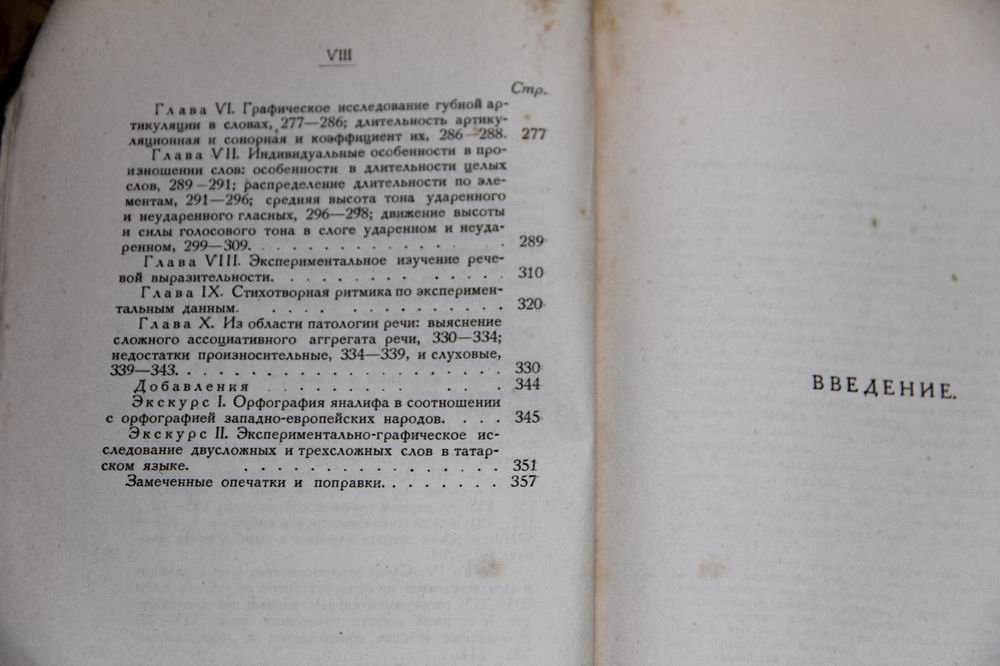 VIII
Стр.
Глава VI. Графическое исследование губной ар-
тикуляции в словах, 277—286; длительность артику-
ляционная и сонорная и коэффициент их, 286—288. 277
Глава VII. Индивидуальные особенности в про-
изношении слов: особенности в длительности целых
слов, 289—291; распределение длительности по эле-
ментам, 291—296; средняя высота тона ударенного
и неударенного гласных, 296—298; движение высоты
и силы голосового тона в слоге ударенном и неуда-
ренном, 299—309. . . . . . . . . . . . . . 289
Глава VIII. Экспериментальное изучение рече-
вой выразительности. . . . . . . . . . . . 310
Глава IX. Стихотворная ритмика по эксперимен-
тальным данным. . . . . . . . . . . . . 320
Глава X. Из области патологии речи: выяснение
сложного ассоциативного аггрегата речи, 330—334;
недостатки произносительные, 334—339, и слуховые,
339—343. . . . . . . . . . . . . . . . . . 330
Добавления . . . . . . . . . . . 344
Экскурс I. Орфография яналифа в соотношении
с орфографией западно-европейских народов. . . . 345
Экскурс II. Экспериментально-графическое ис-
следование двусложных и трехсложных слов в татар-
ском языке. . . . . . . . . . . . . . . . 351
Замеченные опечатки и поправки. . . . . . . . 357
ВВЕДЕНИЕ.